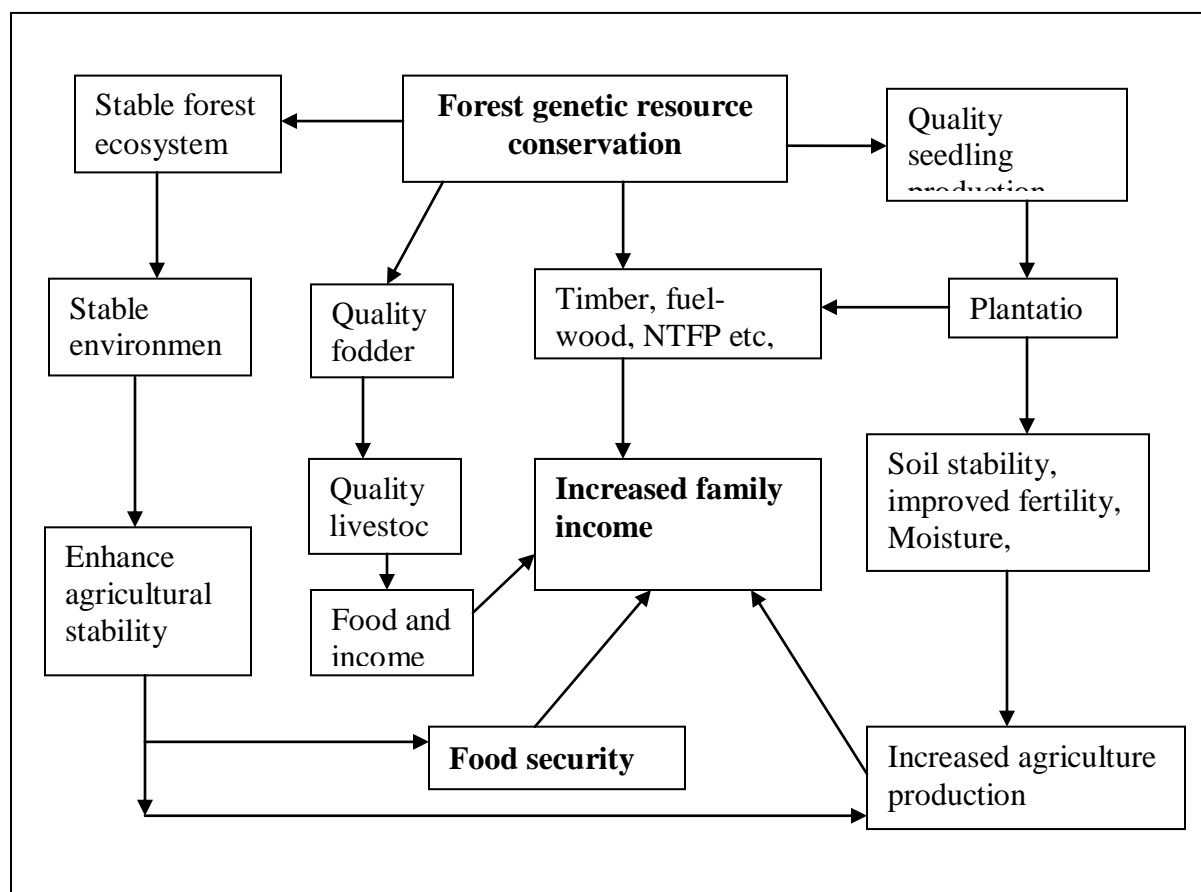 Stable forest
ecosystem
Forest genetic resource
conservation
Quality
seedling
production
Stable
environmen
Quality
fodder
Timber, fuel-
wood, NTFP etc,
Plantatio
Quality
livestoc
Increased family
income
Soil stability,
improved fertility,
Moisture,
Enhance
agricultural
stability
Food and
income
Food security
Increased agriculture
production